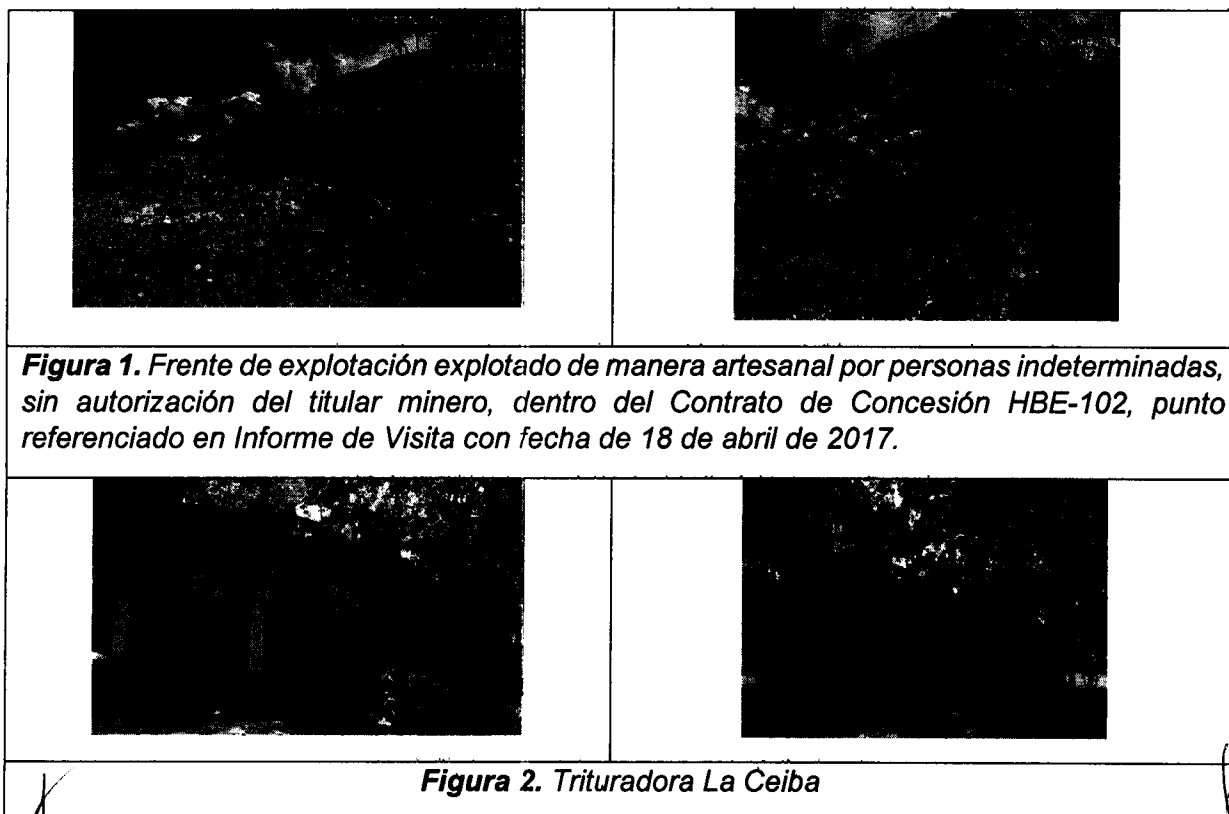 Figura 1. Frente de explotación explotado de manera artesanal por personas indeterminadas,
sin autorización del titular minero, dentro del Contrato de Concesión HBE-102, punto
referenciado en Informe de Visita con fecha de 18 de abril de 2017.
Figura 2. Trituradora La Ceiba